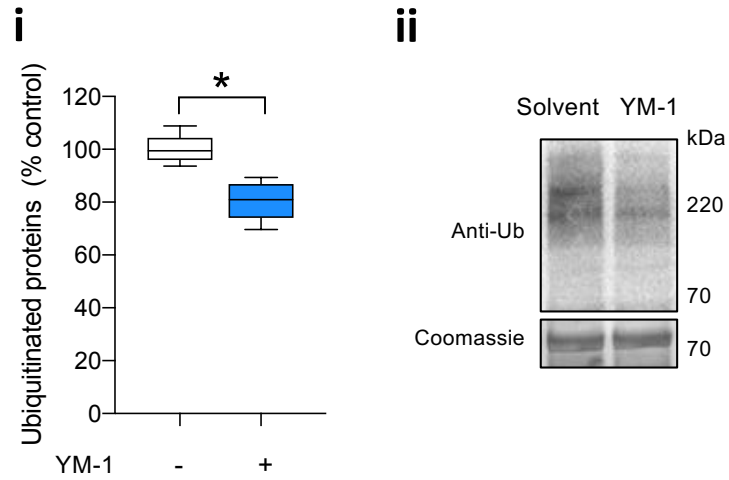 i
Ubiquitinated proteins (% control)
120
100
80
60
40
20
0
*
YM-1 - +
ii
Solvent YM-1
kDa
Anti-Ub
220
70
Coomassie
70